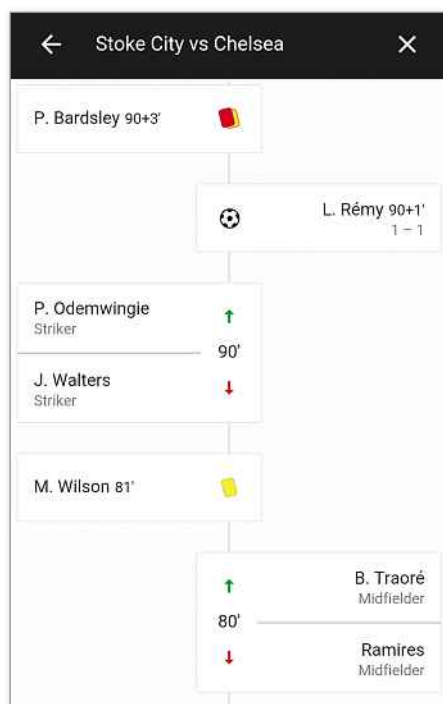 Stoke City vs Chelsea
P. Bardsley 90+3'
L. Rémy 90+1'
1 – 1
P. Odemwingie
Striker
90'
J. Walters
Striker
M. Wilson 81'
B. Traoré
Midfielder
80'
Ramires
Midfielder